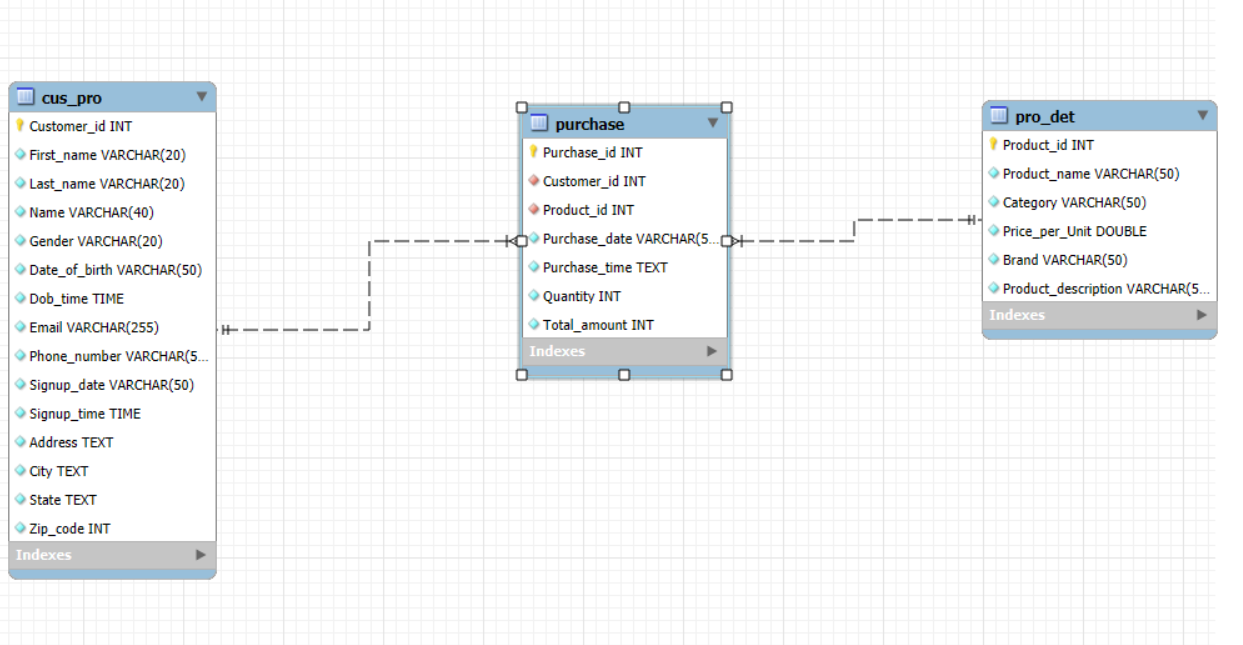 cus_pro
Customer_id INT
First_name VARCHAR(20)
Last_name VARCHAR(20)
Name VARCHAR(40)
Gender VARCHAR(20)
Date_of_birth VARCHAR(50)
Dob_time TIME
Email VARCHAR(255)
Phone_number VARCHAR(5...
Signup_date VARCHAR(50)
Signup_time TIME
Address TEXT
City TEXT
State TEXT
Zip_code INT
Indexes
purchase
Purchase_id INT
Customer_id INT
Product_id INT
Purchase_date VARCHAR(5...
Purchase_time TEXT
Quantity INT
Total_amount INT
Indexes
pro_det
Product_id INT
Product_name VARCHAR(50)
Category VARCHAR(50)
Price_per_Unit DOUBLE
Brand VARCHAR(50)
Product_description VARCHAR(5...
Indexes